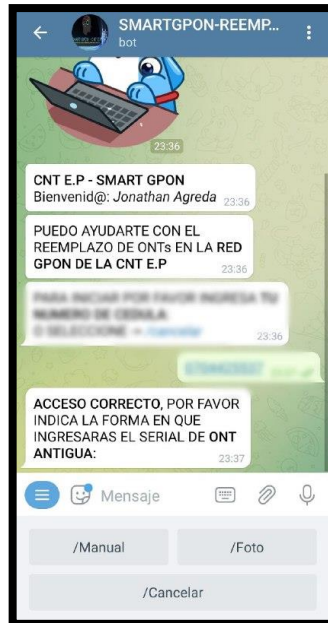 SMARTGPON-REEMP...
bot
23:36
CNT E.P - SMART GPON
Bienvenid@: Jonathan Agreda 23:36
PUEDO AYUDARTE CON EL
REEMPLAZO DE ONTs EN LA RED
GPON DE LA CNT E.P
23:36
23:36
ACCESO CORRECTO, POR FAVOR
INDICA LA FORMA EN QUE
INGRESARAS EL SERIAL DE ONT
ANTIGUA:
23:37
Mensaje
/Manual
/Foto
/Cancelar